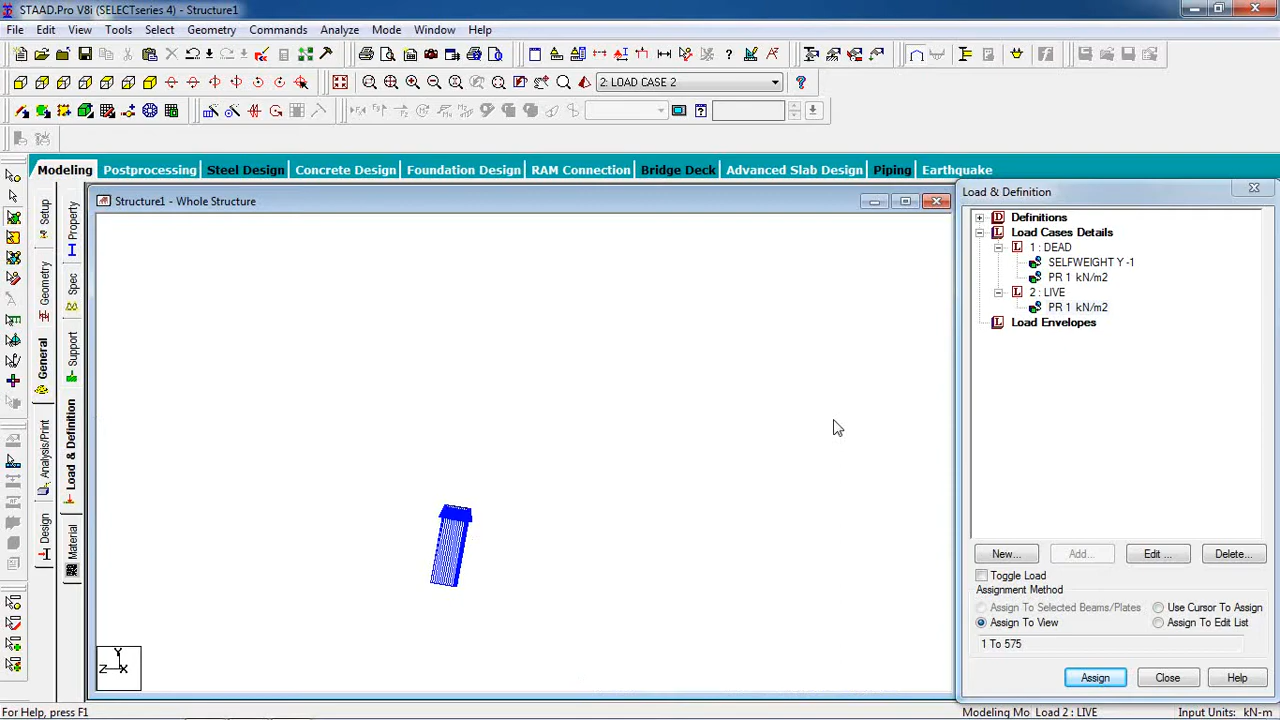 STAAD.Pro V8i (SELECTseries 4) - Structure1
File Edit View Tools Select Geometry Commands Analyze Mode Window Help
2: LOAD CASE 2
Modeling Postprocessing Steel Design Concrete Design Foundation Design RAM Connection Bridge Deck Advanced Slab Design Piping Earthquake
Setup
Geometry
General
Analysis/Print
Design
Property
Spec
Support
Load & Definition
Material
Structure1 - Whole Structure
Y
Z X
Load & Definition
Definitions
Load Cases Details
1 : DEAD
SELFWEIGHT Y -1
PR 1 kN/m2
2 : LIVE
PR 1 kN/m2
Load Envelopes
New... Add... Edit ... Delete...
Toggle Load
Assignment Method
Assign To Selected Beams/Plates Use Cursor To Assign
Assign To View Assign To Edit List
1 To 575
Assign Close Help
For Help, press F1
Modeling Mo Load 2 : LIVE Input Units: kN-m